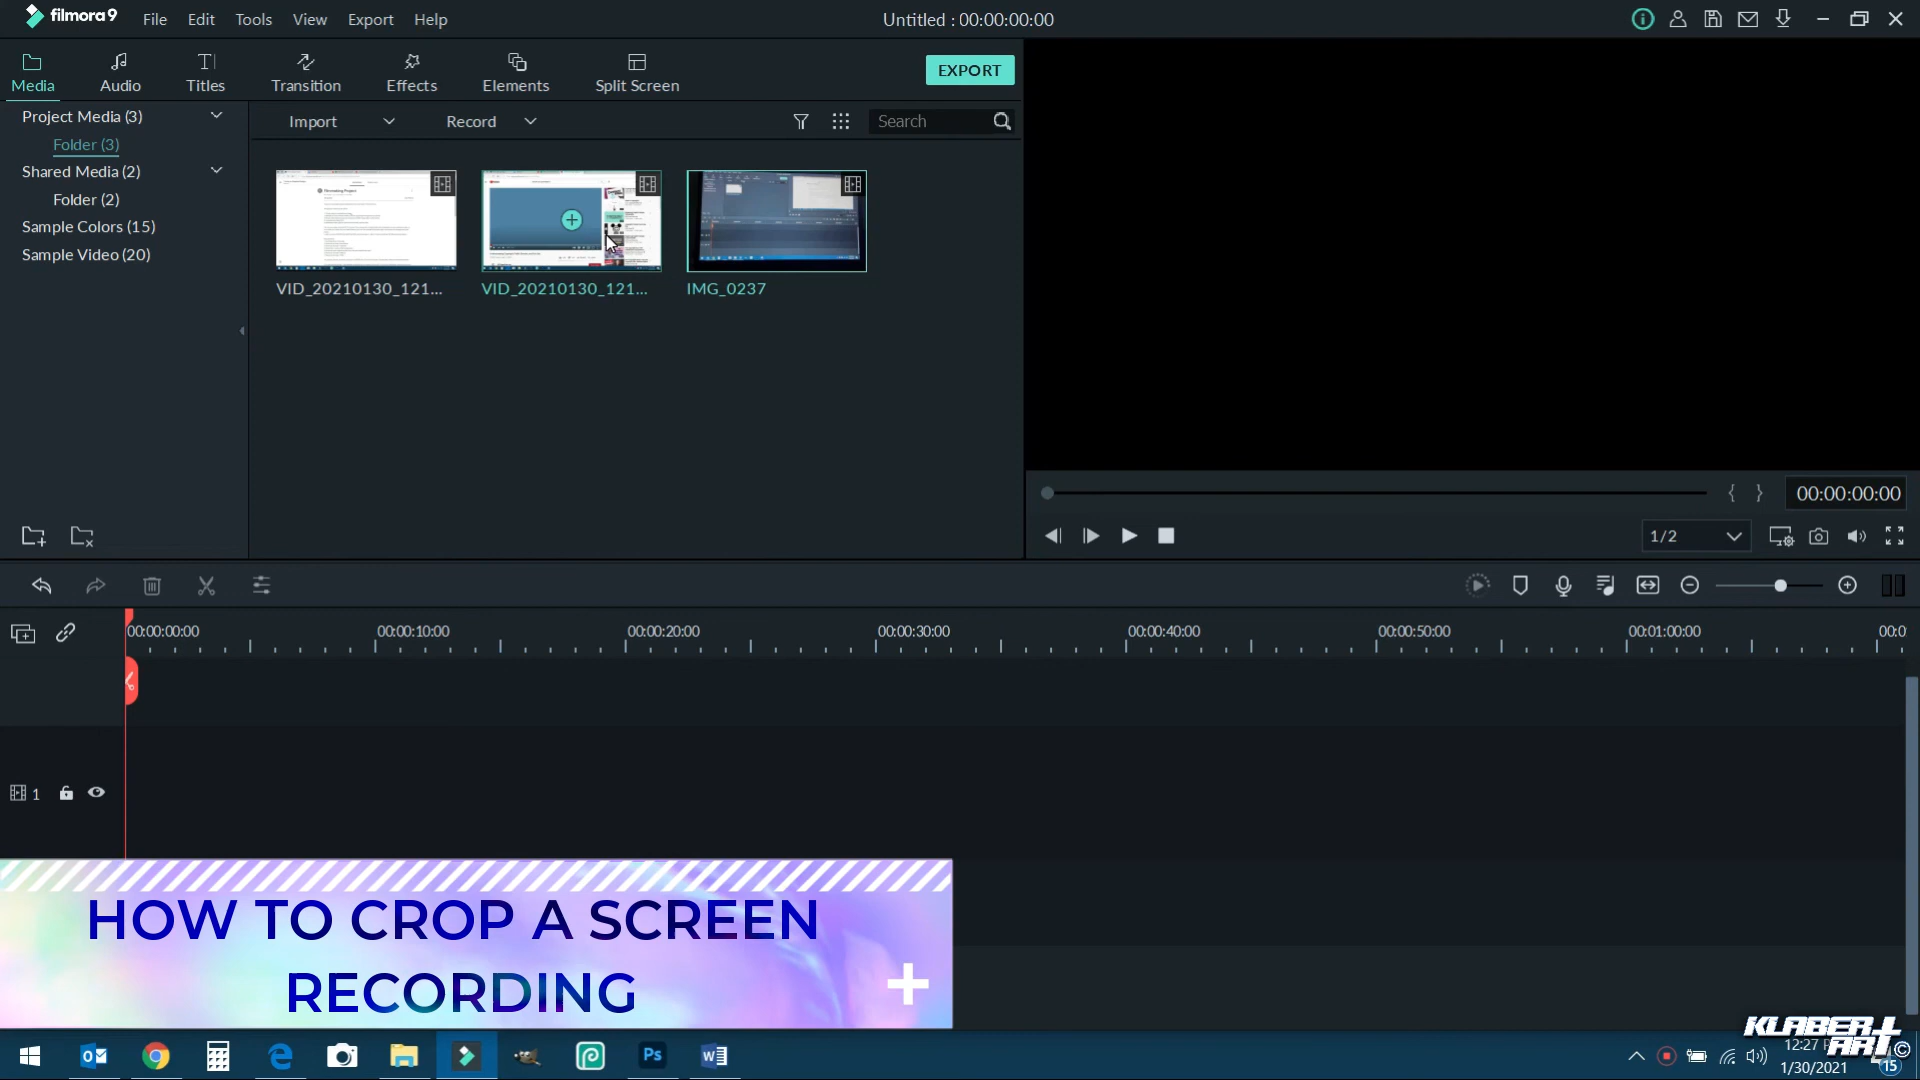 filmora9 File Edit Tools View Export Help Untitled : 00:00:00:00
Media Audio Titles Transition Effects Elements Split Screen EXPORT
Project Media (3) Import Record Search
Folder (3)
Shared Media (2)
Folder (2)
Sample Colors (15)
Sample Video (20)
VID_20210130_121... VID_20210130_121... IMG_0237
{ } 00:00:00:00
1/2
00:00:00:00 00:00:10:00 00:00:20:00 00:00:30:00 00:00:40:00 00:00:50:00 00:01:00:00 00:0
1
HOW TO CROP A SCREEN
RECORDING
+
KLABER
ART ©
12:27 P
1/30/2021
15